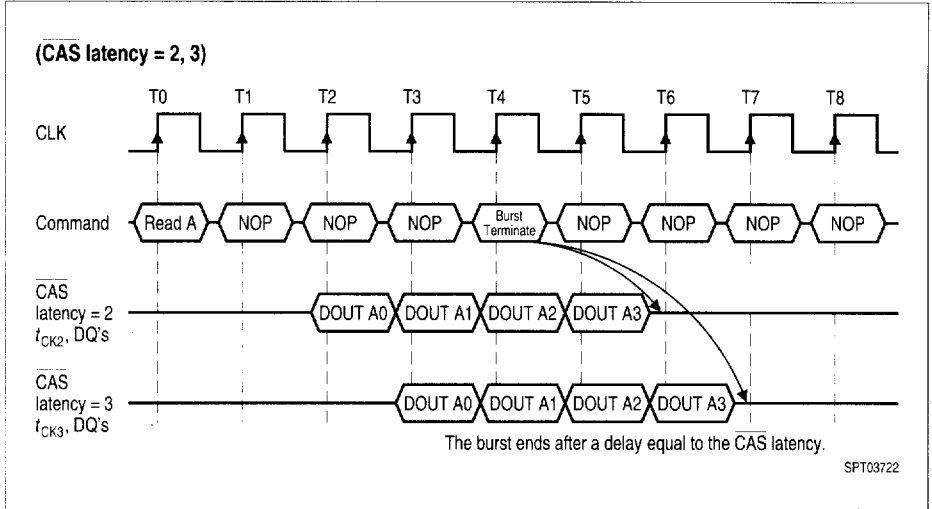 (CAS latency = 2, 3)
T0 T1 T2 T3 T4 T5 T6 T7 T8
CLK
Command Read A NOP NOP NOP Burst Terminate NOP NOP NOP NOP
CAS
latency = 2
tCK2, DQ's
DOUT A0 DOUT A1 DOUT A2 DOUT A3
CAS
latency = 3
tCK3, DQ's
DOUT A0 DOUT A1 DOUT A2 DOUT A3
The burst ends after a delay equal to the CAS latency.
SPT03722